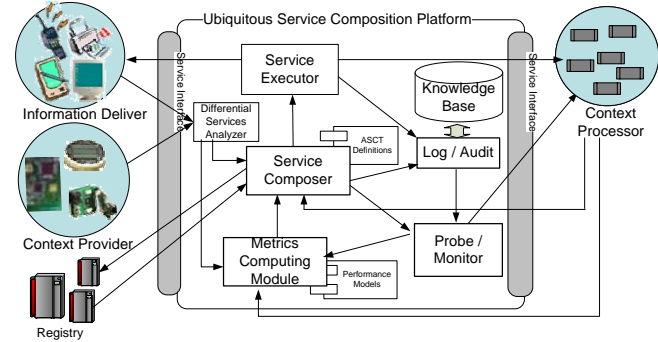 Ubiquitous Service Composition Platform
Service
Executor
Knowledge
Base
Service Interface
Service Interface
Information Deliver
Differential
Services
Analyzer
ASCT
Definitions
Log / Audit
Context
Processor
Service
Composer
Context Provider
Metrics
Computing
Module
Performance
Models
Probe /
Monitor
Registry